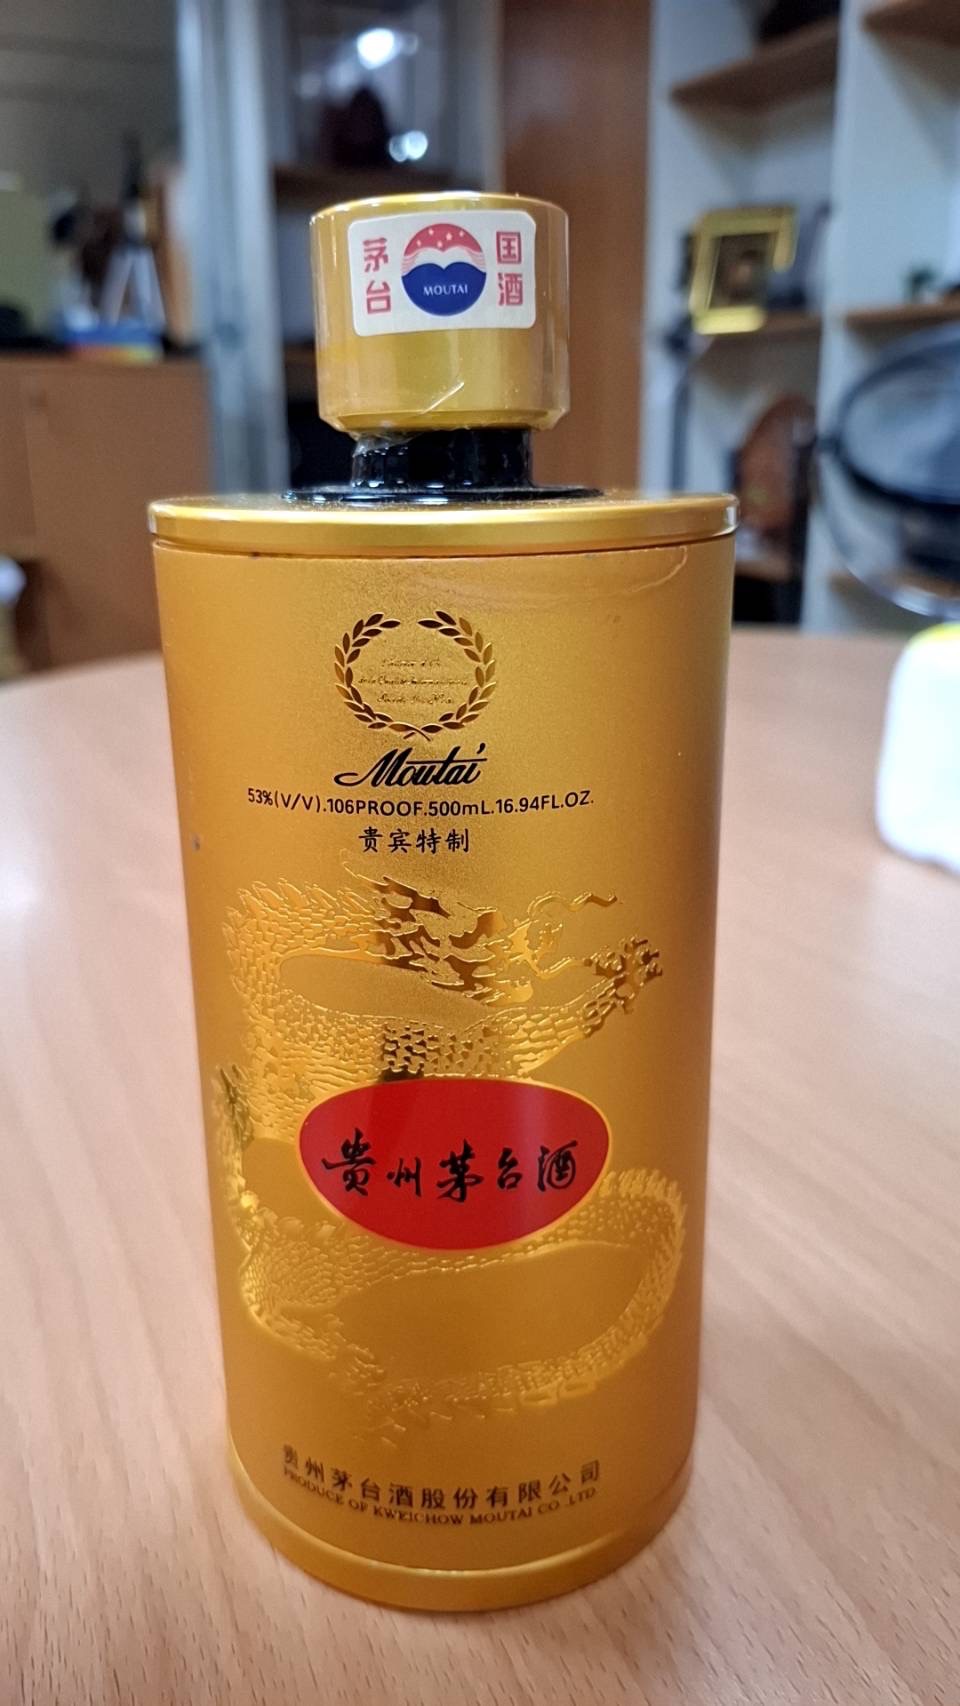 茅台 国酒
MOUTAI
Moutai
53%(V/V).106PROOF.500mL.16.94FL.OZ.
贵宾特制
贵州茅台酒
贵州茅台酒股份有限公司
PRODUCE OF KWEICHOW MOUTAI CO.,LTD.